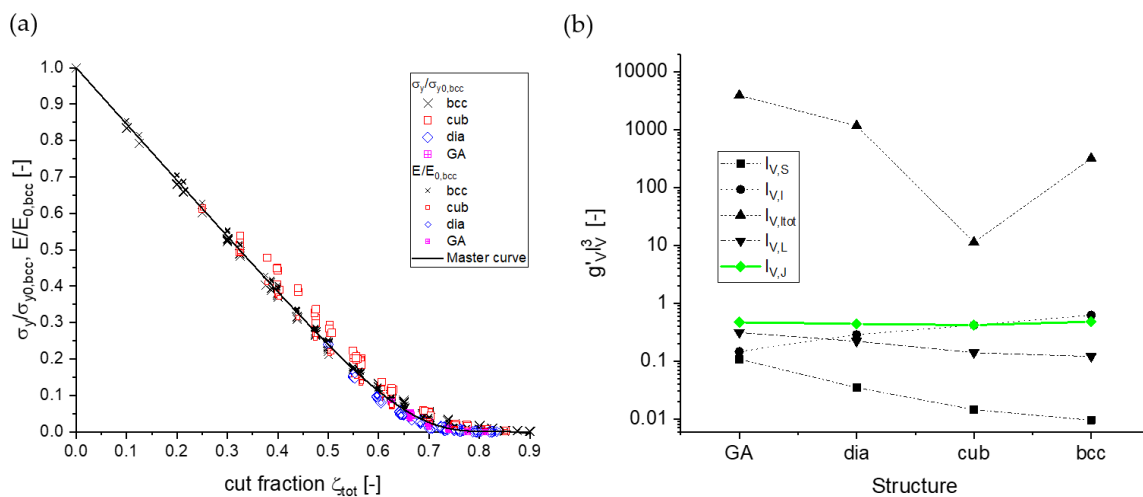 (a)
σy/σy0,bcc, E/E0,bcc [-]
1.0
0.9
0.8
0.7
0.6
0.5
0.4
0.3
0.2
0.1
0.0
0.0 0.1 0.2 0.3 0.4 0.5 0.6 0.7 0.8 0.9
cut fraction ζtot [-]
σy/σy0,bcc
bcc
cub
dia
GA
E/E0,bcc
bcc
cub
dia
GA
Master curve
(b)
g'VlV3 [-]
10000
1000
100
10
1
0.1
0.01
lV,S
lV,I
lV,Itot
lV,L
lV,J
GA dia cub bcc
Structure